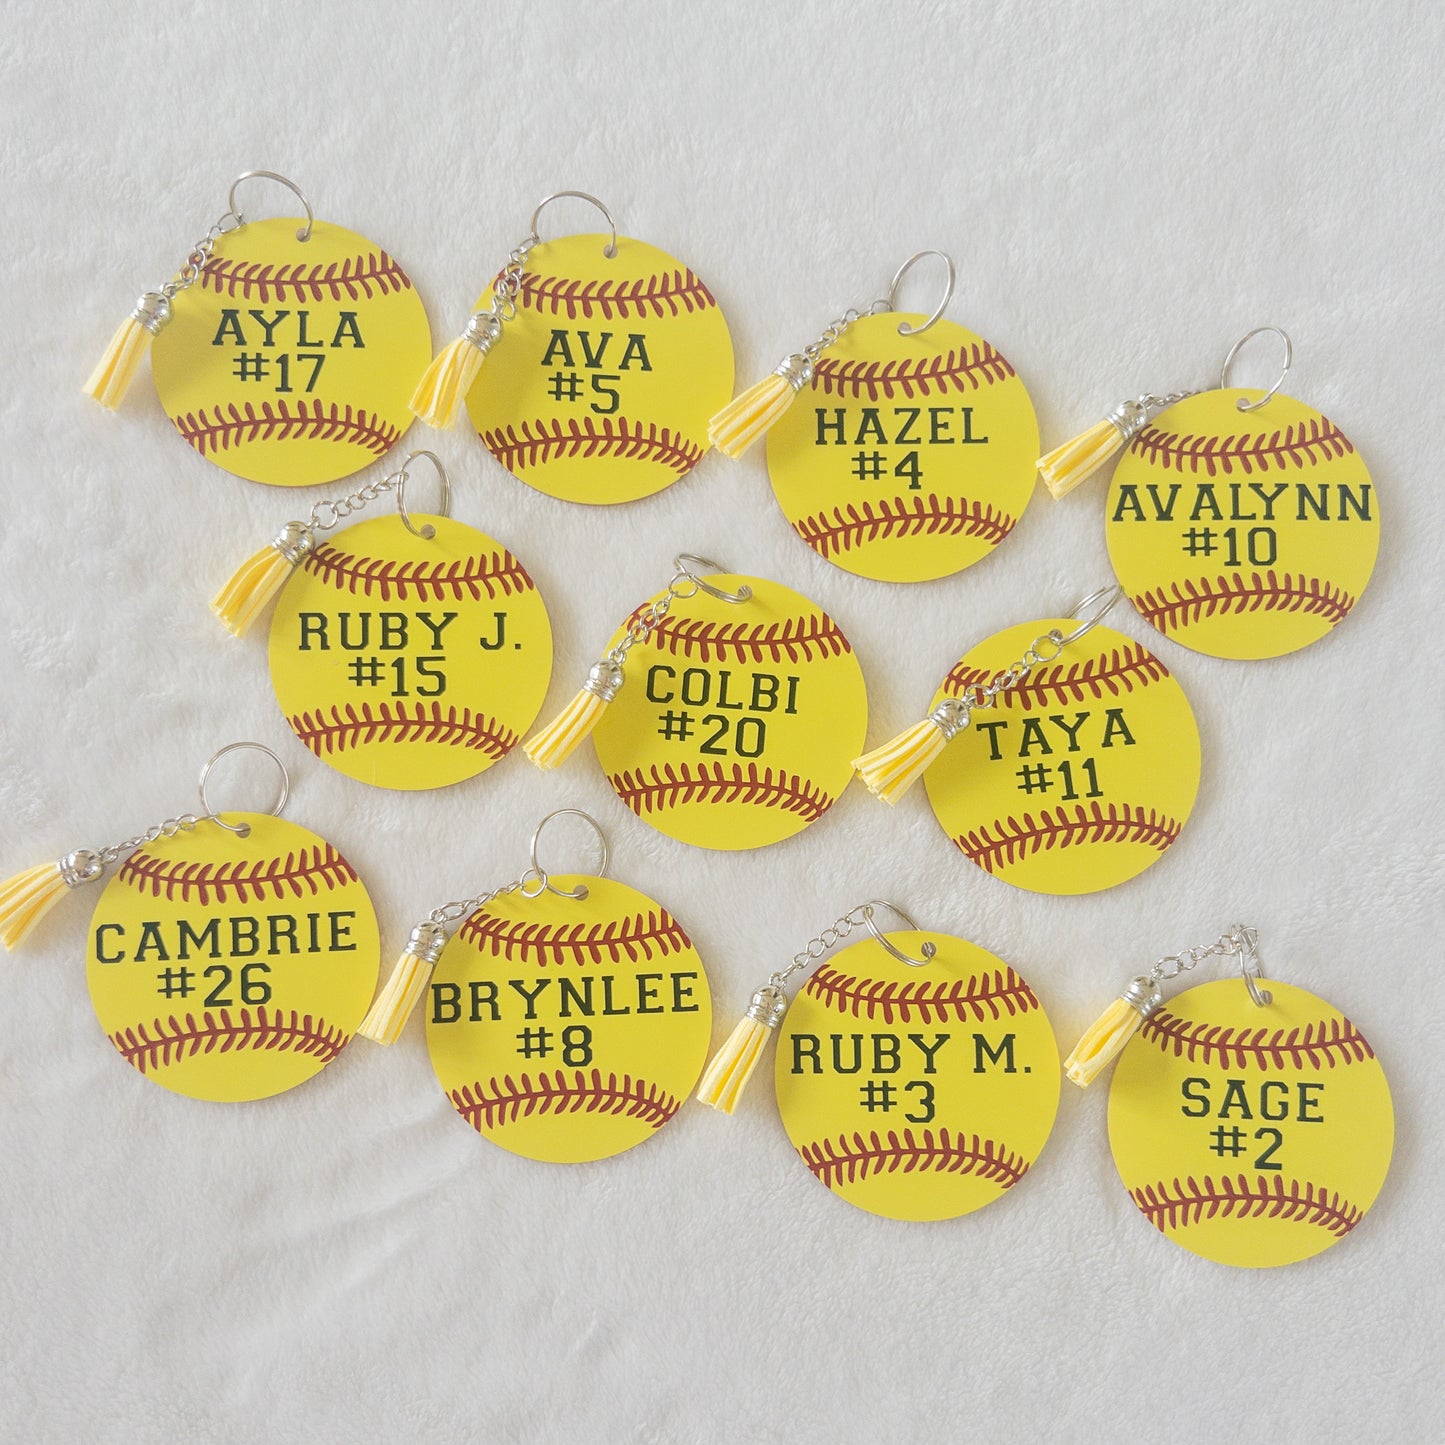 AYLA
#17
AVA
#5
HAZEL
#4
AVALYNN
#10
RUBY J.
#15
COLBI
#20
TAYA
#11
CAMBRIE
#26
BRYNLEE
#8
RUBY M.
#3
SAGE
#2